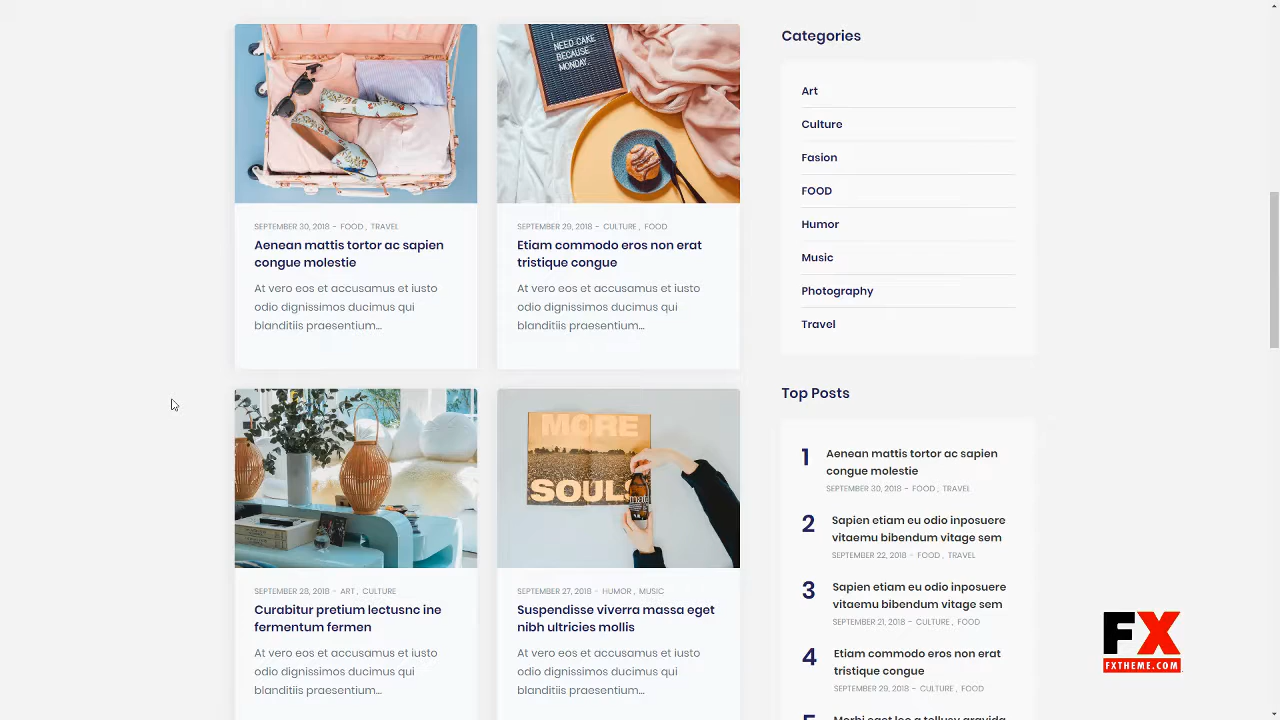 I
NEED CAKE
BECAUSE
MONDAY.
SEPTEMBER 30, 2018 - FOOD , TRAVEL
Aenean mattis tortor ac sapien
congue molestie
At vero eos et accusamus et iusto
odio dignissimos ducimus qui
blanditiis praesentium...
SEPTEMBER 29, 2018 - CULTURE , FOOD
Etiam commodo eros non erat
tristique congue
At vero eos et accusamus et iusto
odio dignissimos ducimus qui
blanditiis praesentium...
MORE
SOUL
SEPTEMBER 28, 2018 - ART , CULTURE
Curabitur pretium lectusnc ine
fermentum fermen
At vero eos et accusamus et iusto
odio dignissimos ducimus qui
blanditiis praesentium...
SEPTEMBER 27, 2018 - HUMOR , MUSIC
Suspendisse viverra massa eget
nibh ultricies mollis
At vero eos et accusamus et iusto
odio dignissimos ducimus qui
blanditiis praesentium...
Categories
Art
Culture
Fasion
FOOD
Humor
Music
Photography
Travel
Top Posts
1
Aenean mattis tortor ac sapien
congue molestie
SEPTEMBER 30, 2018 - FOOD , TRAVEL
2
Sapien etiam eu odio inposuere
vitaemu bibendum vitage sem
SEPTEMBER 22, 2018 - FOOD , TRAVEL
3
Sapien etiam eu odio inposuere
vitaemu bibendum vitage sem
SEPTEMBER 21, 2018 - CULTURE , FOOD
4
Etiam commodo eros non erat
tristique congue
SEPTEMBER 29, 2018 - CULTURE , FOOD
FX
FXTHEME.COM